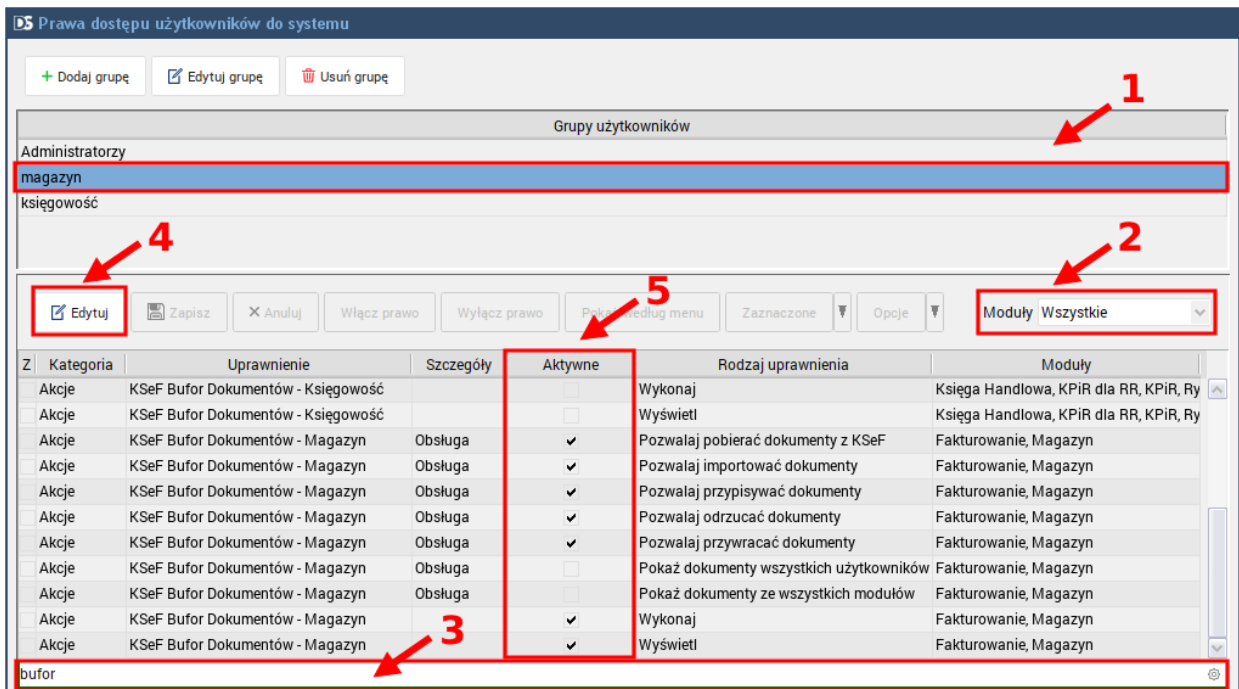 DS Prawa dostępu użytkowników do systemu
+ Dodaj grupę Edytuj grupę Usuń grupę
1
Grupy użytkowników
Administratorzy
magazyn
księgowość
4 2
5
Edytuj Zapisz Anuluj Włącz prawo Wyłącz prawo Pokaż według menu Zaznaczone Opcje Moduły Wszystkie
Z Kategoria Uprawnienie Szczegóły Aktywne Rodzaj uprawnienia Moduły
Akcje KSeF Bufor Dokumentów - Księgowość Wykonaj Księga Handlowa, KPiR dla RR, KPiR, Ry
Akcje KSeF Bufor Dokumentów - Księgowość Wyświetl Księga Handlowa, KPiR dla RR, KPiR, Ry
Akcje KSeF Bufor Dokumentów - Magazyn Obsługa ✔ Pozwalaj pobierać dokumenty z KSeF Fakturowanie, Magazyn
Akcje KSeF Bufor Dokumentów - Magazyn Obsługa ✔ Pozwalaj importować dokumenty Fakturowanie, Magazyn
Akcje KSeF Bufor Dokumentów - Magazyn Obsługa ✔ Pozwalaj przypisywać dokumenty Fakturowanie, Magazyn
Akcje KSeF Bufor Dokumentów - Magazyn Obsługa ✔ Pozwalaj odrzucać dokumenty Fakturowanie, Magazyn
Akcje KSeF Bufor Dokumentów - Magazyn Obsługa ✔ Pozwalaj przywracać dokumenty Fakturowanie, Magazyn
Akcje KSeF Bufor Dokumentów - Magazyn Obsługa Pokaż dokumenty wszystkich użytkowników Fakturowanie, Magazyn
Akcje KSeF Bufor Dokumentów - Magazyn Obsługa Pokaż dokumenty ze wszystkich modułów Fakturowanie, Magazyn
Akcje KSeF Bufor Dokumentów - Magazyn ✔ Wykonaj Fakturowanie, Magazyn
Akcje KSeF Bufor Dokumentów - Magazyn ✔ Wyświetl Fakturowanie, Magazyn
3
bufor